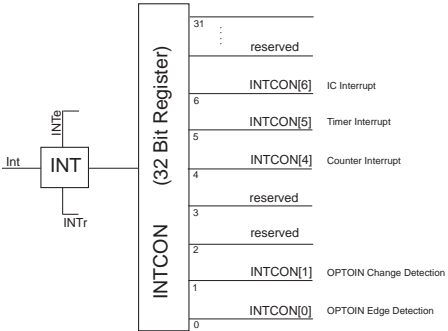 31
reserved
INTCON[6] IC Interrupt
6
INTCON[5] Timer Interrupt
5
INTCON[4] Counter Interrupt
4
reserved
3
reserved
2
INTCON[1] OPTOIN Change Detection
1
INTCON[0] OPTOIN Edge Detection
0
INTCON (32 Bit Register)
INTe
Int
INT
INTr